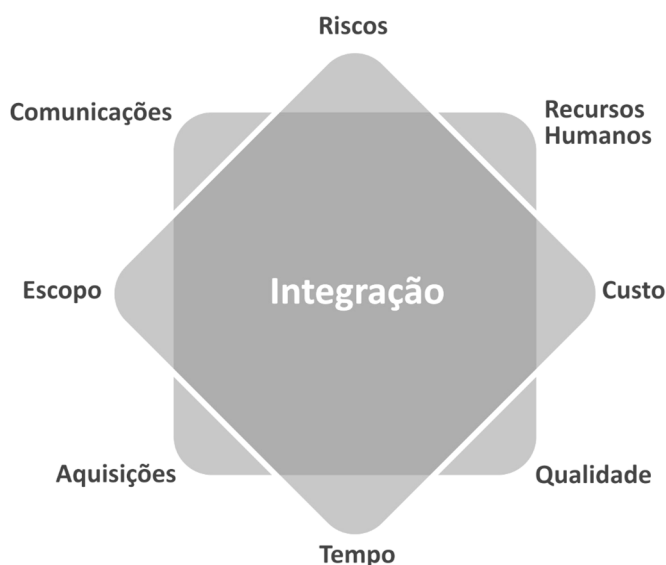 Riscos
Comunicações
Recursos
Humanos
Escopo
Integração
Custo
Aquisições
Qualidade
Tempo